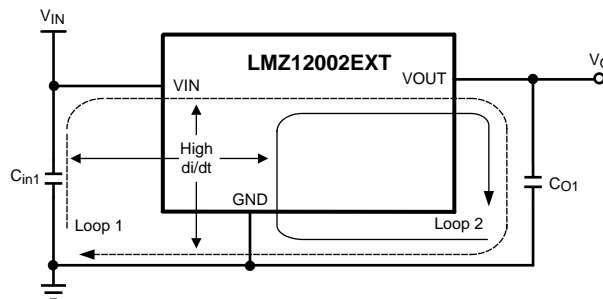 VIN
LMZ12002EXT
VIN
VOUT
High
di/dt
Cin1
CO1
GND
Loop 1
Loop 2